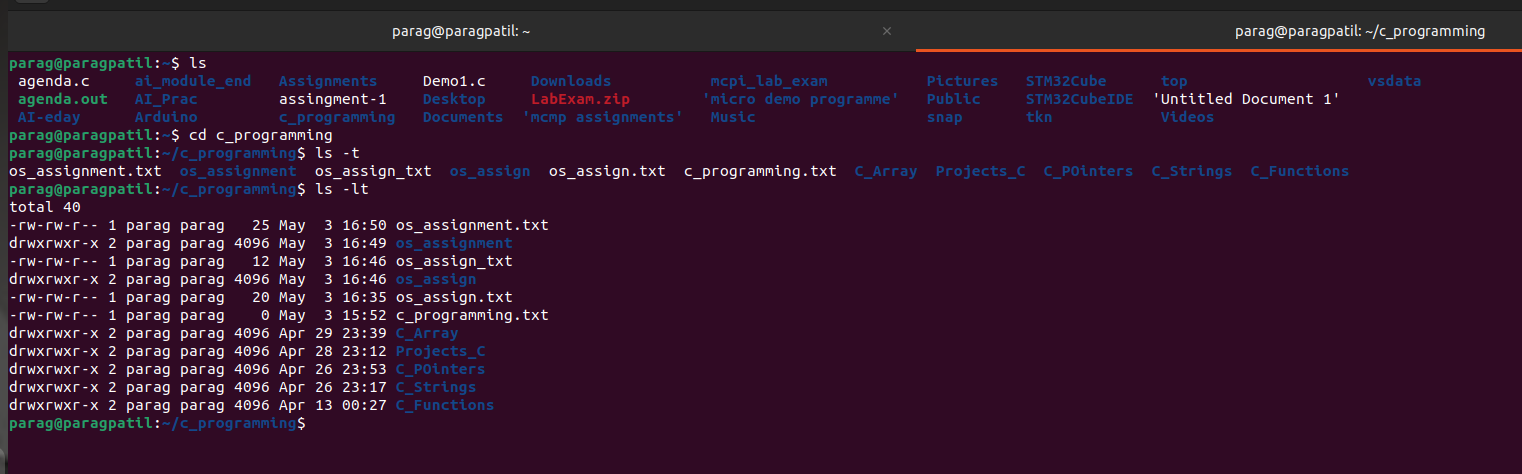 parag@paragpatil: ~ × parag@paragpatil: ~/c_programming
parag@paragpatil:~$ ls
agenda.c ai_module_end Assignments Demo1.c Downloads mcpi_lab_exam Pictures STM32Cube top vsdata
agenda.out AI_Prac assingment-1 Desktop LabExam.zip 'micro demo programme' Public STM32CubeIDE 'Untitled Document 1'
AI-eday Arduino c_programming Documents 'mcmp assignments' Music snap tkn Videos
parag@paragpatil:~$ cd c_programming
parag@paragpatil:~/c_programming$ ls -t
os_assignment.txt os_assignment os_assign_txt os_assign os_assign.txt c_programming.txt C_Array Projects_C C_POinters C_Strings C_Functions
parag@paragpatil:~/c_programming$ ls -lt
total 40
-rw-rw-r-- 1 parag parag 25 May 3 16:50 os_assignment.txt
drwxrwxr-x 2 parag parag 4096 May 3 16:49 os_assignment
-rw-rw-r-- 1 parag parag 12 May 3 16:46 os_assign_txt
drwxrwxr-x 2 parag parag 4096 May 3 16:46 os_assign
-rw-rw-r-- 1 parag parag 20 May 3 16:35 os_assign.txt
-rw-rw-r-- 1 parag parag 0 May 3 15:52 c_programming.txt
drwxrwxr-x 2 parag parag 4096 Apr 29 23:39 C_Array
drwxrwxr-x 2 parag parag 4096 Apr 28 23:12 Projects_C
drwxrwxr-x 2 parag parag 4096 Apr 26 23:53 C_POinters
drwxrwxr-x 2 parag parag 4096 Apr 26 23:17 C_Strings
drwxrwxr-x 2 parag parag 4096 Apr 13 00:27 C_Functions
parag@paragpatil:~/c_programming$